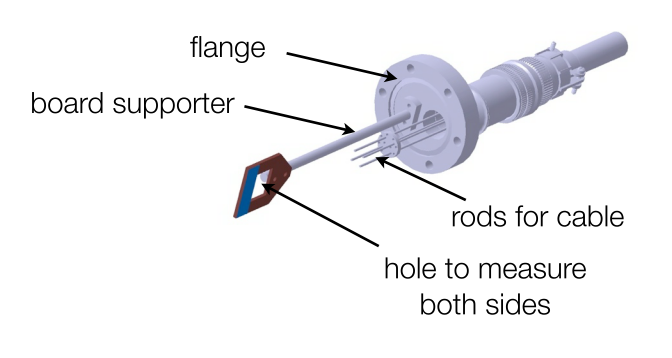 flange
board supporter
rods for cable
hole to measure
both sides